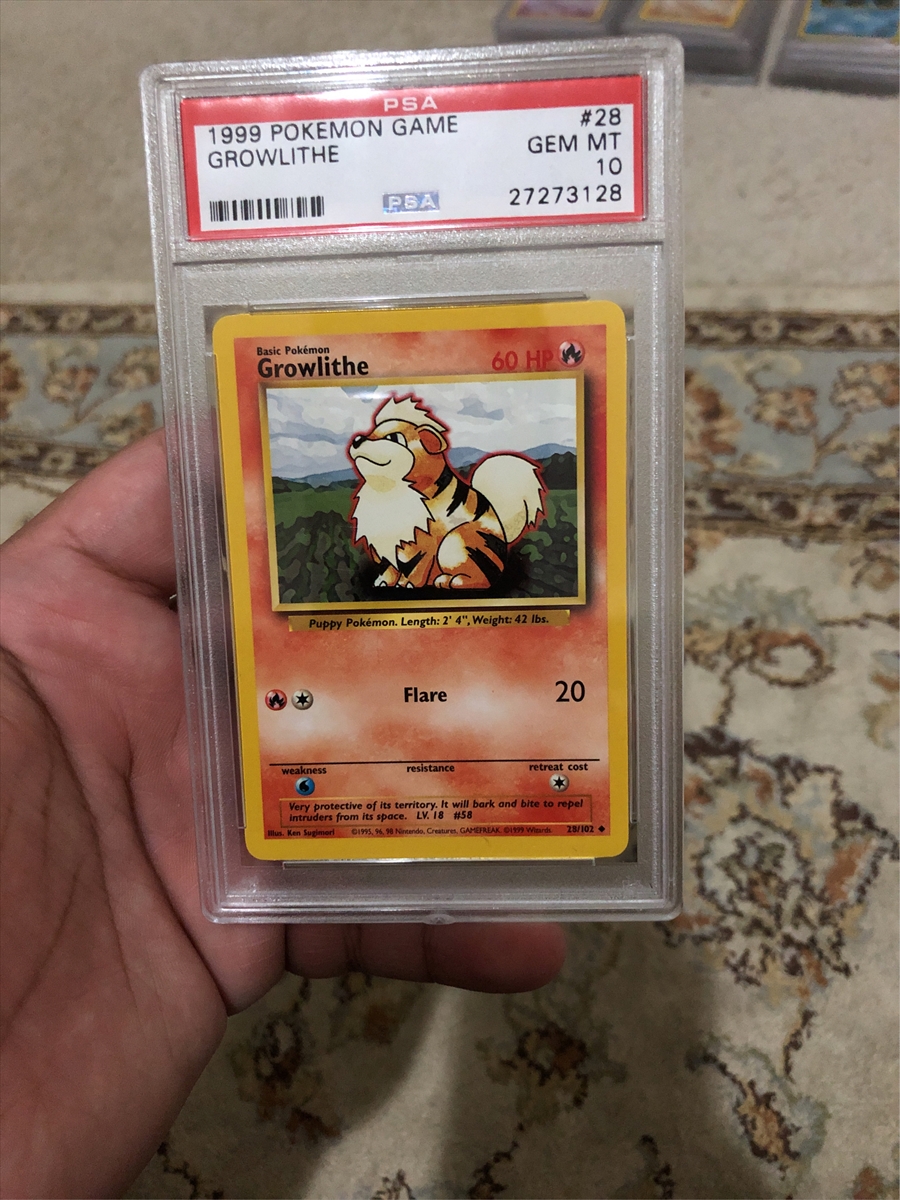 PSA
1999 POKEMON GAME #28
GROWLITHE GEM MT
10
PSA 27273128
Basic Pokémon
Growlithe 60 HP
Puppy Pokémon. Length: 2' 4", Weight: 42 lbs.
Flare 20
weakness resistance retreat cost
Very protective of its territory. It will bark and bite to repel
intruders from its space. LV. 18 #58
Illus. Ken Sugimori ©1995, 96, 98 Nintendo, Creatures, GAMEFREAK. ©1999 Wizards. 28/102